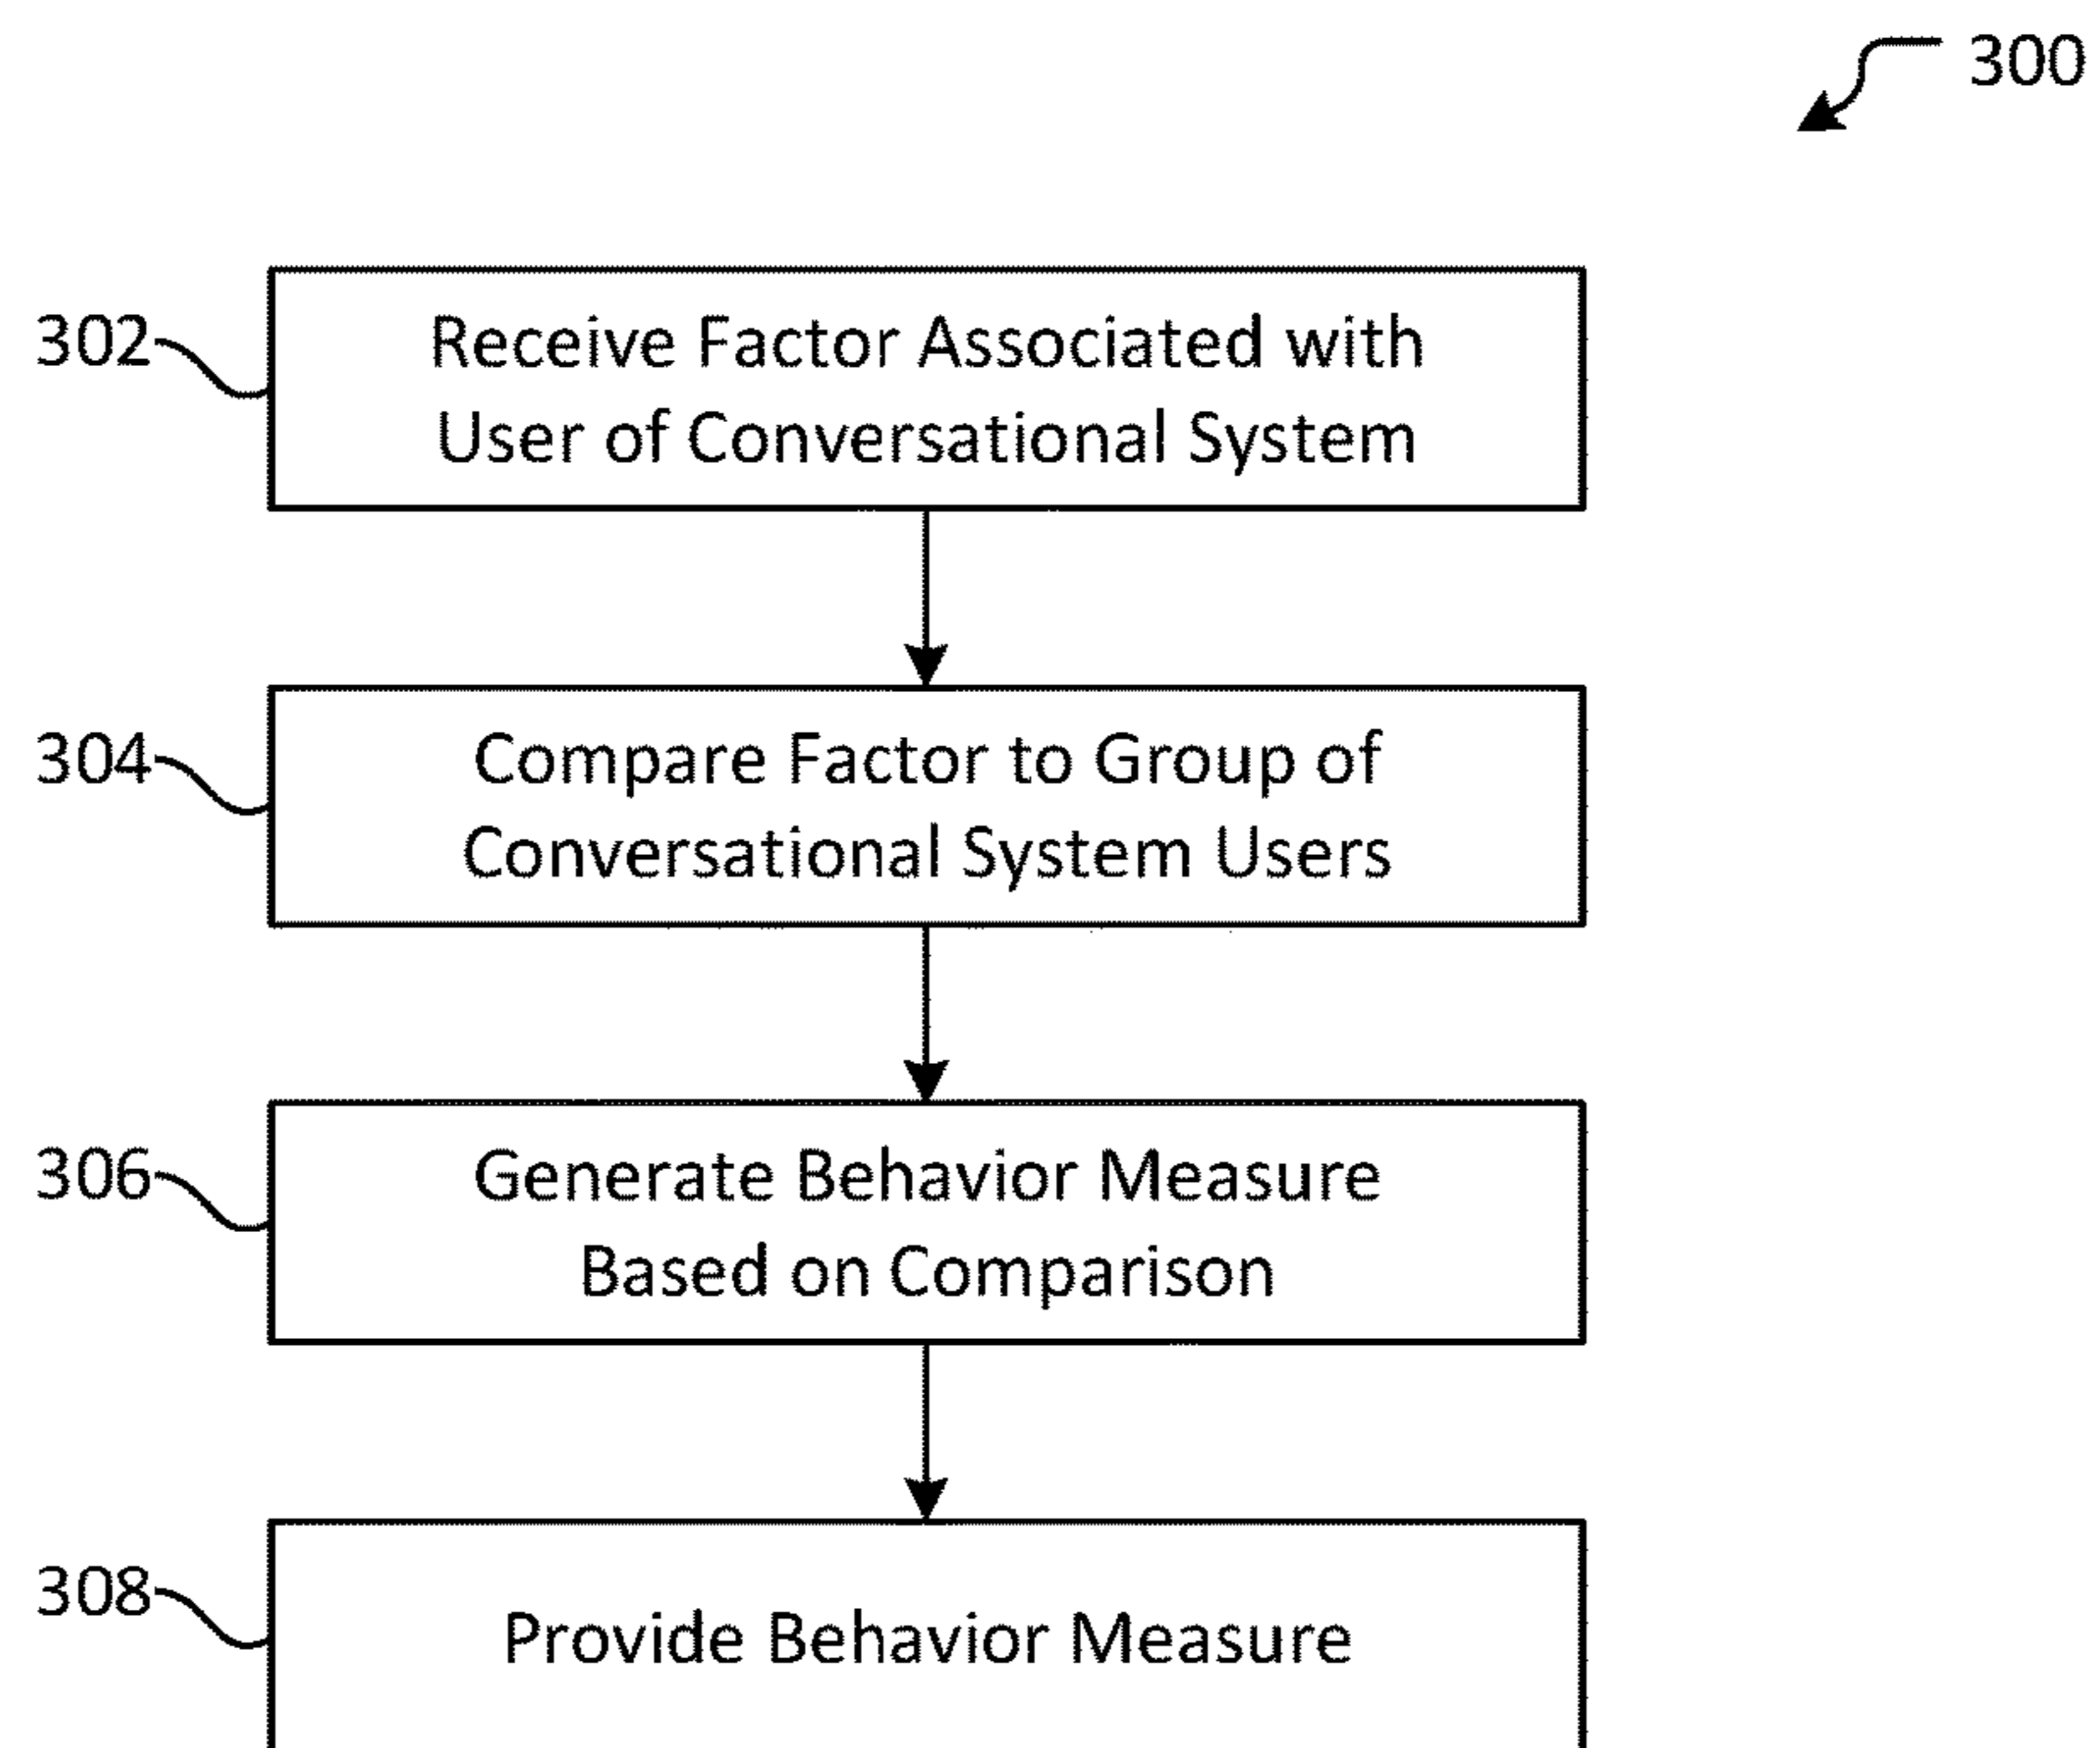 300
302
Receive Factor Associated with
User of Conversational System
304
Compare Factor to Group of
Conversational System Users
306
Generate Behavior Measure
Based on Comparison
308
Provide Behavior Measure